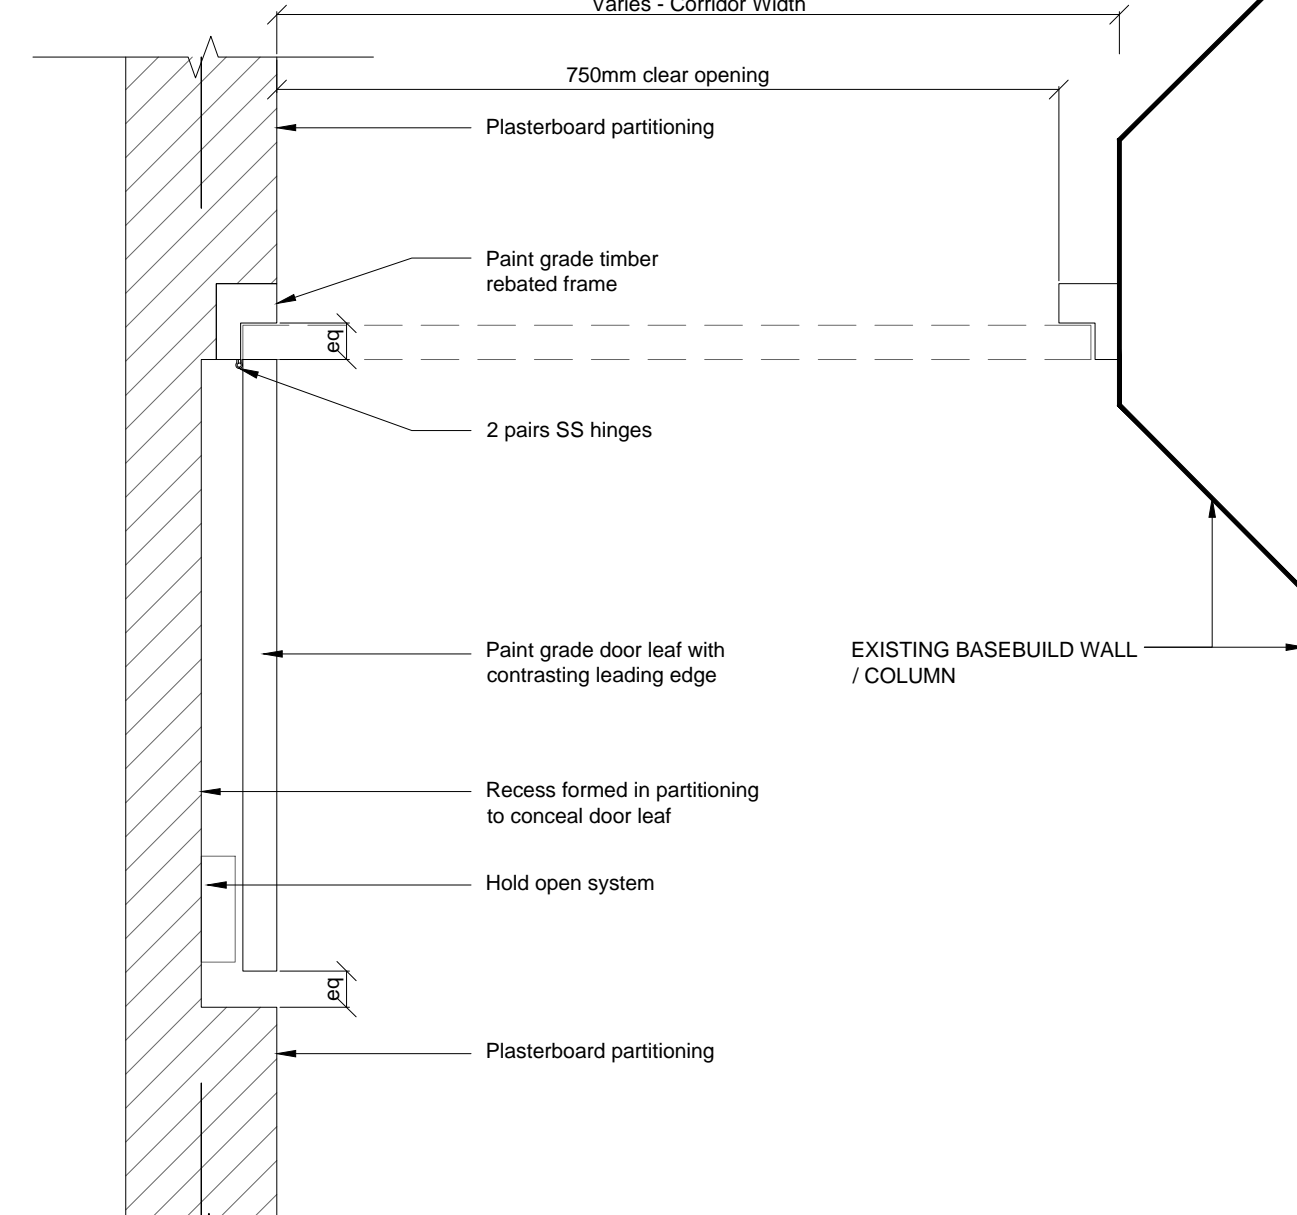 Varies - Corridor Width
750mm clear opening
Plasterboard partitioning
Paint grade timber
rebated frame
eq
2 pairs SS hinges
Paint grade door leaf with
contrasting leading edge
EXISTING BASEBUILD WALL
/ COLUMN
Recess formed in partitioning
to conceal door leaf
Hold open system
eq
Plasterboard partitioning